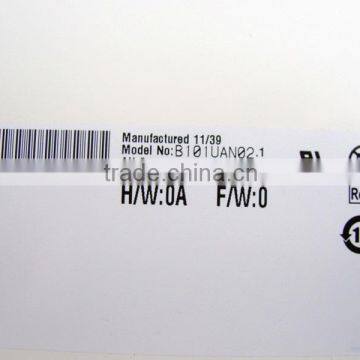 Manufactured 11/39
Model No:B101UAN02.1
trade.china.cn
H/W:0A F/W:0